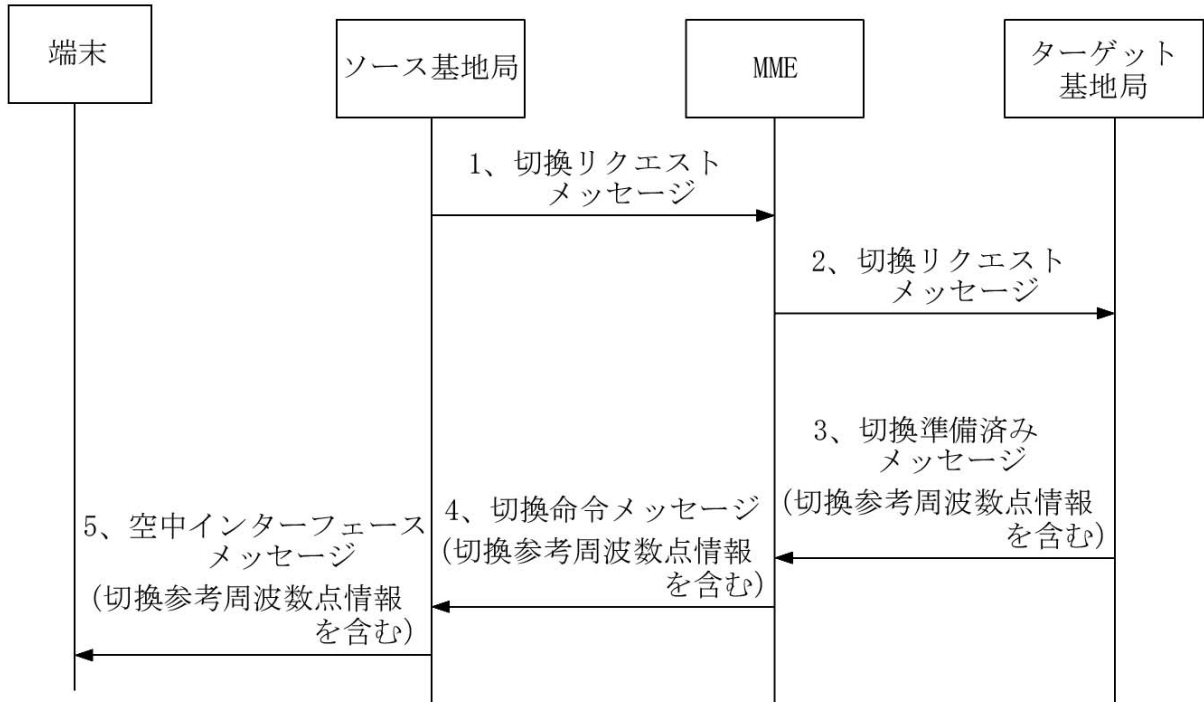 端末
ソース基地局
MME
ターゲット
基地局
1、切換リクエスト
メッセージ
2、切換リクエスト
メッセージ
3、切換準備済み
メッセージ
(切換参考周波数点情報
を含む)
4、切換命令メッセージ
(切換参考周波数点情報
を含む)
5、空中インターフェース
メッセージ
(切換参考周波数点情報
を含む)